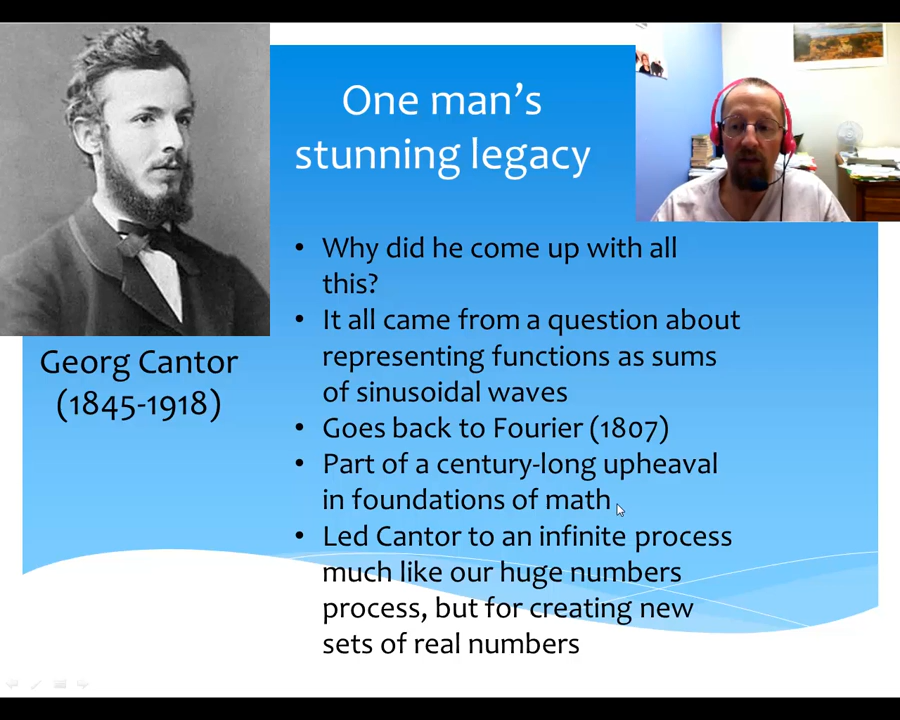 One man's
stunning legacy
Georg Cantor
(1845-1918)
• Why did he come up with all
this?
• It all came from a question about
representing functions as sums
of sinusoidal waves
• Goes back to Fourier (1807)
• Part of a century-long upheaval
in foundations of math
• Led Cantor to an infinite process
much like our huge numbers
process, but for creating new
sets of real numbers